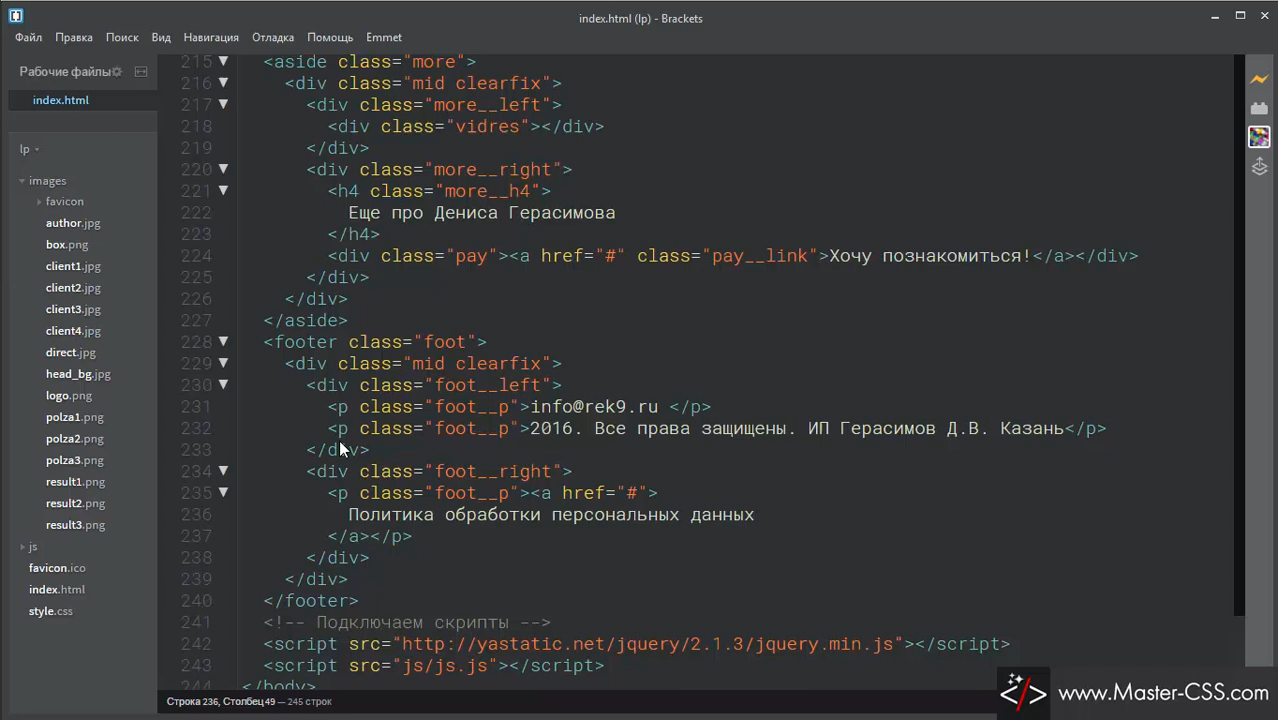 index.html (lp) - Brackets
Файл Правка Поиск Вид Навигация Отладка Помощь Emmet
Рабочие файлы
index.html
lp
images
favicon
author.jpg
box.png
client1.jpg
client2.jpg
client3.jpg
client4.jpg
direct.jpg
head_bg.jpg
logo.png
polza1.png
polza2.png
polza3.png
result1.png
result2.png
result3.png
js
favicon.ico
index.html
style.css
215 <aside class="more">
216 <div class="mid clearfix">
217 <div class="more__left">
218 <div class="vidres"></div>
219 </div>
220 <div class="more__right">
221 <h4 class="more__h4">
222 Еще про Дениса Герасимова
223 </h4>
224 <div class="pay"><a href="#" class="pay__link">Хочу познакомиться!</a></div>
225 </div>
226 </div>
227 </aside>
228 <footer class="foot">
229 <div class="mid clearfix">
230 <div class="foot__left">
231 <p class="foot__p">info@rek9.ru </p>
232 <p class="foot__p">2016. Все права защищены. ИП Герасимов Д.В. Казань</p>
233 </div>
234 <div class="foot__right">
235 <p class="foot__p"><a href="#">
236 Политика обработки персональных данных
237 </a></p>
238 </div>
239 </div>
240 </footer>
241 <!-- Подключаем скрипты -->
242 <script src="http://yastatic.net/jquery/2.1.3/jquery.min.js"></script>
243 <script src="js/js.js"></script>
244 </body>
Строка 236, Столбец 49 — 245 строк
</> www.Master-CSS.com